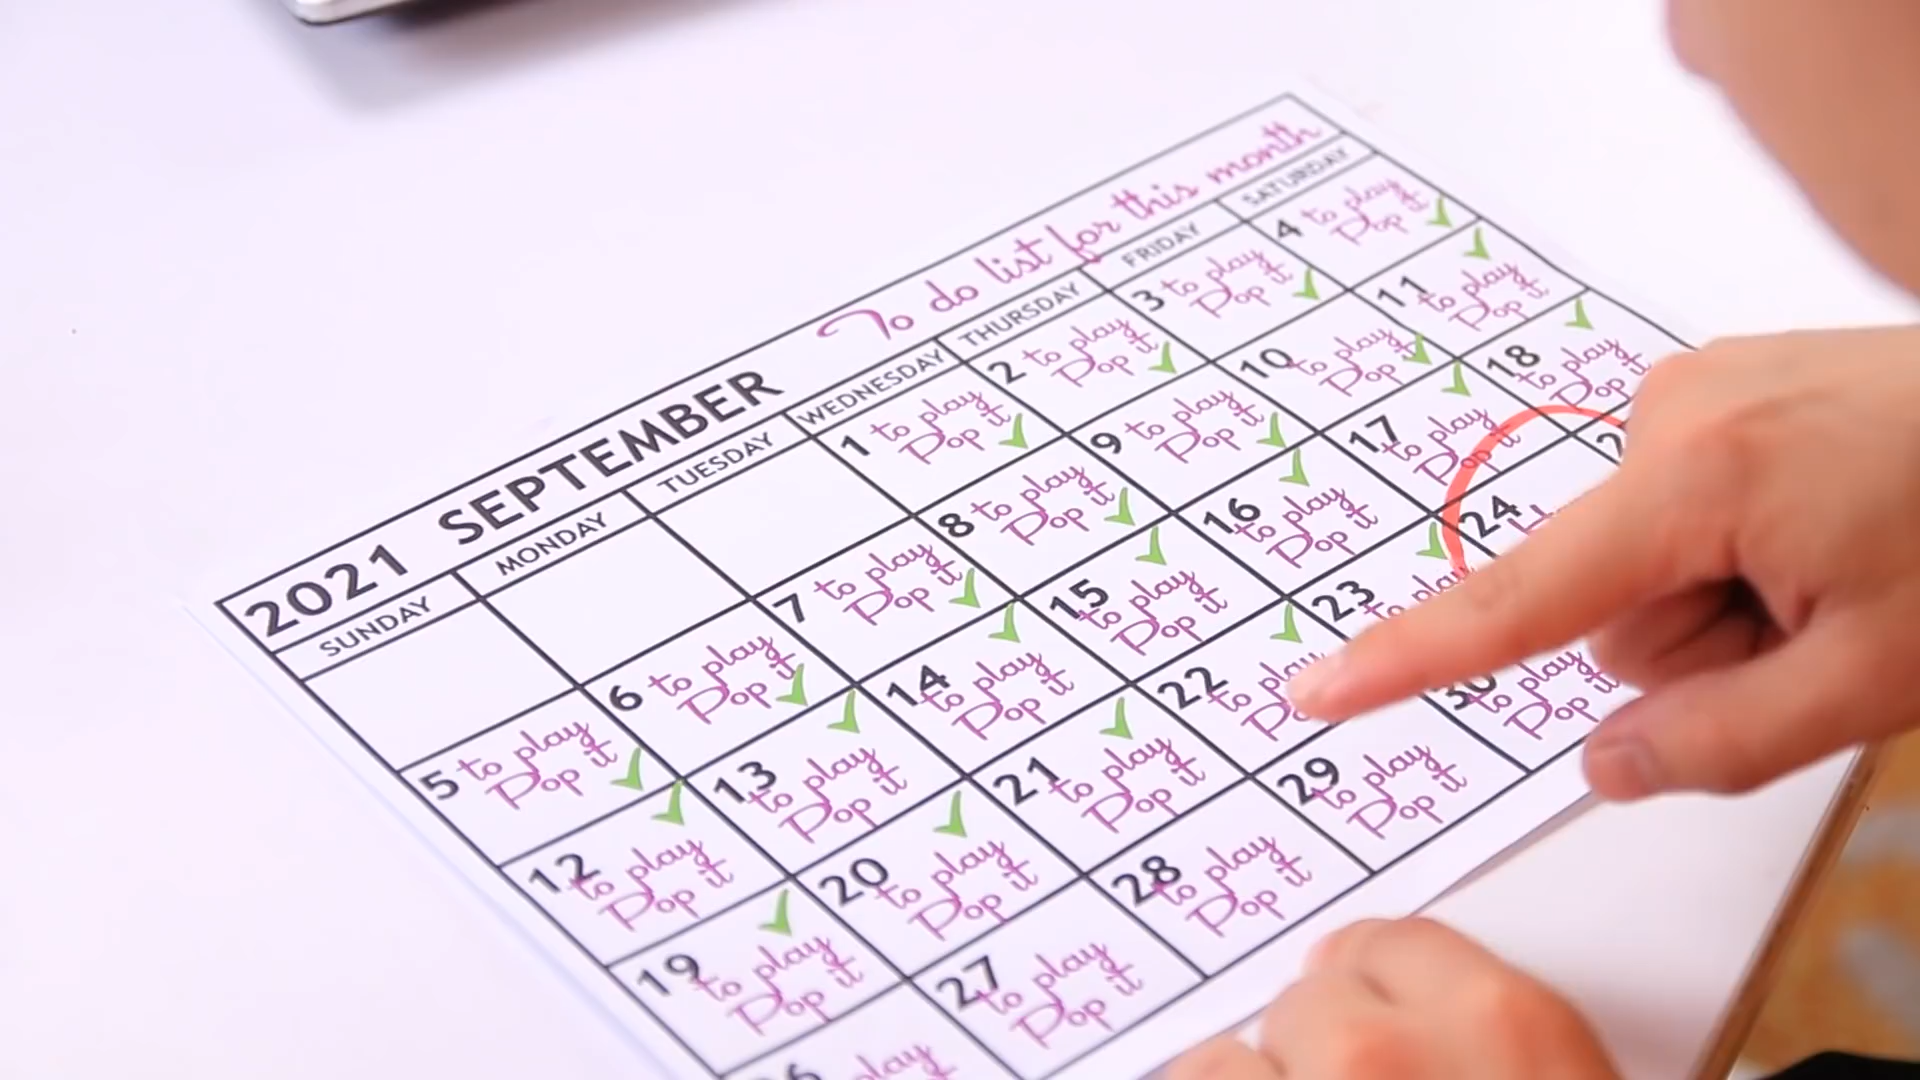 2021 SEPTEMBER To do list for this month
SUNDAY MONDAY TUESDAY WEDNESDAY THURSDAY FRIDAY SATURDAY
1 to play
Pop it
2 to play
Pop it
3 to play
Pop it
4 to play
Pop it
5 to play
Pop it
6 to play
Pop it
7 to play
Pop it
8 to play
Pop it
9 to play
Pop it
10 to play
Pop it
11 to play
Pop it
12 to play
Pop it
13 to play
Pop it
14 to play
Pop it
15 to play
Pop it
16 to play
Pop it
17 to play
Pop it
18 to play
Pop it
19 to play
Pop it
20 to play
Pop it
21 to play
Pop it
22 to play
23 to play
24
27 to play
Pop it
28 to play
Pop it
29 to play
Pop it
30 to play
Pop it